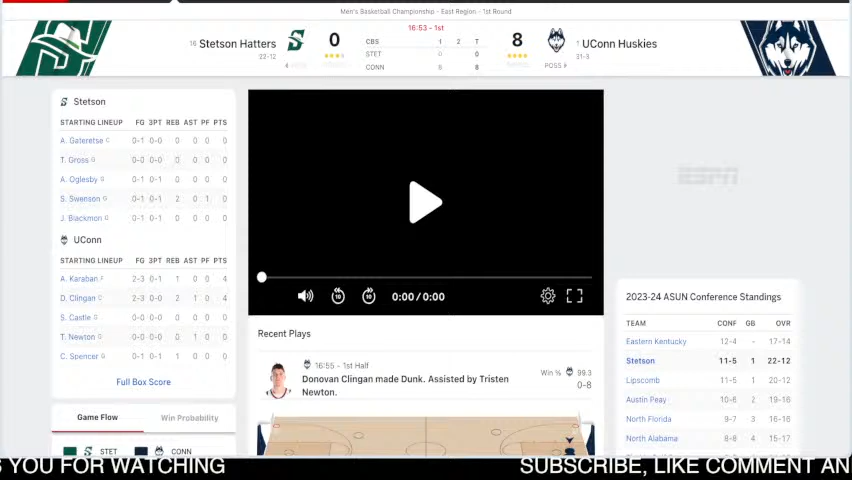 Men's Basketball Championship - East Region - 1st Round
16:53 - 1st
16 Stetson Hatters
22-12
0
CBS 1 2 T
STET 0 0
CONN 8 8
8
1 UConn Huskies
31-3
POSS
Stetson
STARTING LINEUP FG 3PT REB AST PF PTS
A. Gateretse C 0-1 0-0 0 0 0 0
T. Gross G 0-0 0-0 0 0 0 0
A. Oglesby G 0-1 0-1 0 0 0 0
S. Swenson G 0-1 0-1 2 0 1 0
J. Blackmon G 0-1 0-1 0 0 0 0
UConn
STARTING LINEUP FG 3PT REB AST PF PTS
A. Karaban F 2-3 0-1 1 0 0 4
D. Clingan C 2-3 0-0 2 1 0 4
S. Castle G 0-0 0-0 0 0 0 0
T. Newton G 0-0 0-0 0 1 0 0
C. Spencer G 0-1 0-1 1 0 0 0
Full Box Score
Game Flow Win Probability
STET CONN
10 10 0:00 / 0:00
Recent Plays
16:55 - 1st Half
Donovan Clingan made Dunk. Assisted by Tristen
Newton.
Win % 99.3
0-8
ESPN
2023-24 ASUN Conference Standings
TEAM CONF GB OVR
Eastern Kentucky 12-4 - 17-14
Stetson 11-5 1 22-12
Lipscomb 11-5 1 20-12
Austin Peay 10-6 2 19-16
North Florida 9-7 3 16-16
North Alabama 8-8 4 15-17
S YOU FOR WATCHING SUBSCRIBE, LIKE COMMENT AN